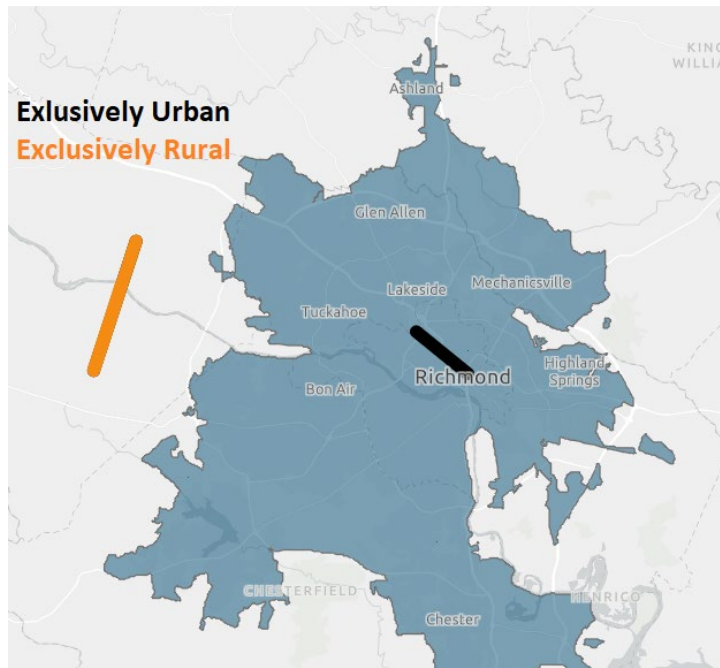 Exlusively Urban
Exclusively Rural
Ashland
Glen Allen
Lakeside
Mechanicsville
Tuckahoe
Richmond
Highland
Springs
Bon Air
CHESTERFIELD
HENRICO
Chester
KING
WILLIA